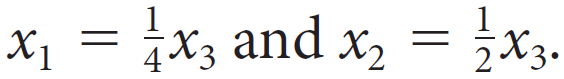 x₁ = ¼x₃ and x₂ = ½x₃.